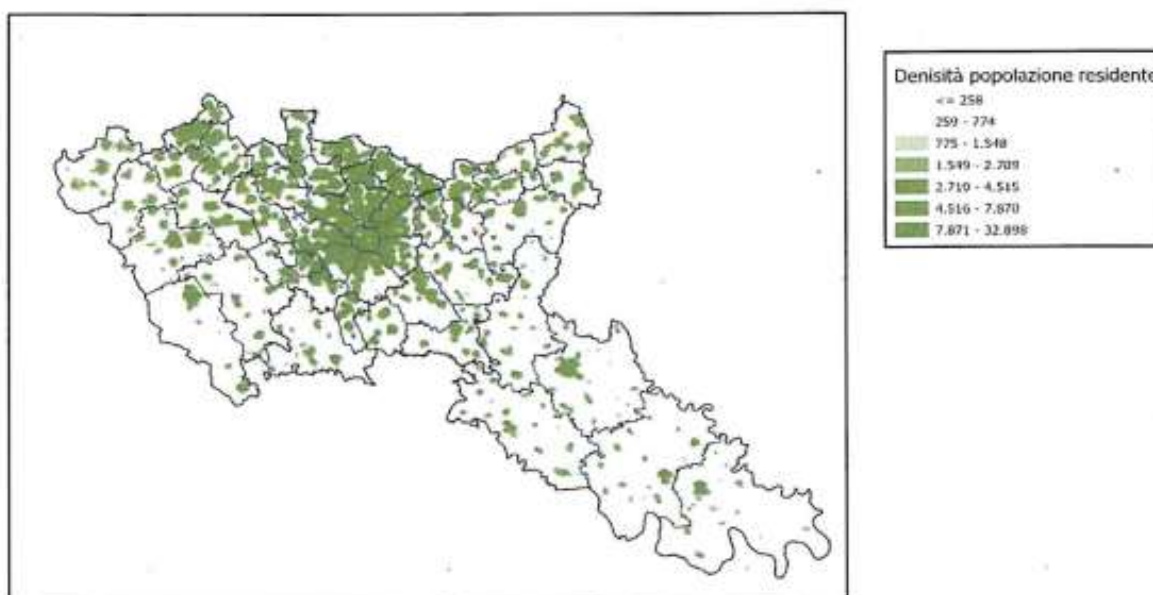 Denisità popolazione residente
<= 258
259 - 774
775 - 1.548
1.549 - 2.709
2.710 - 4.515
4.516 - 7.870
7.871 - 32.898